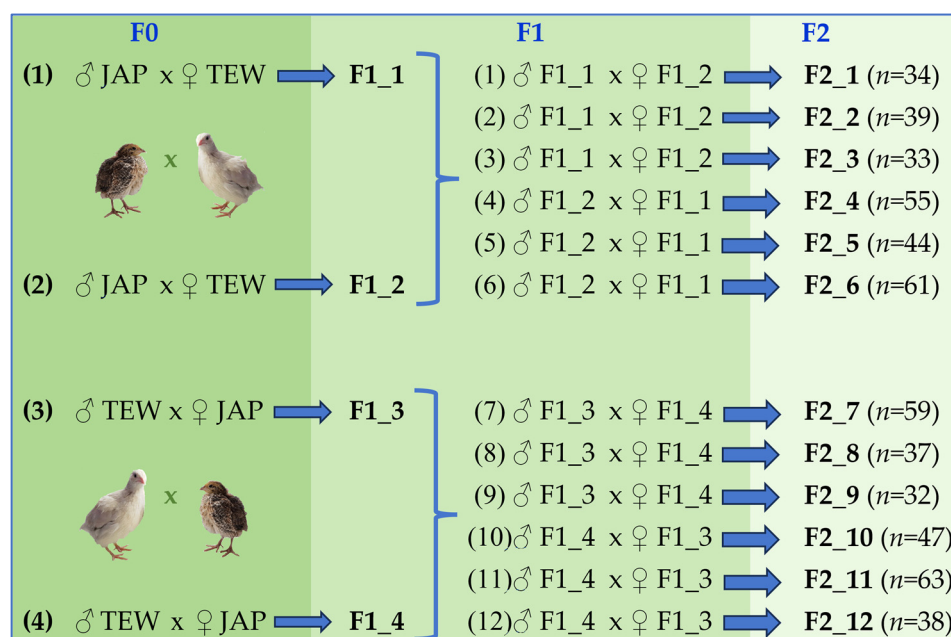 F0 F1 F2
(1) ♂ JAP x ♀ TEW F1_1 (1) ♂ F1_1 x ♀ F1_2 F2_1 (n=34)
(2) ♂ F1_1 x ♀ F1_2 F2_2 (n=39)
x (3) ♂ F1_1 x ♀ F1_2 F2_3 (n=33)
(4) ♂ F1_2 x ♀ F1_1 F2_4 (n=55)
(5) ♂ F1_2 x ♀ F1_1 F2_5 (n=44)
(2) ♂ JAP x ♀ TEW F1_2 (6) ♂ F1_2 x ♀ F1_1 F2_6 (n=61)
(3) ♂ TEW x ♀ JAP F1_3 (7) ♂ F1_3 x ♀ F1_4 F2_7 (n=59)
(8) ♂ F1_3 x ♀ F1_4 F2_8 (n=37)
x (9) ♂ F1_3 x ♀ F1_4 F2_9 (n=32)
(10)♂ F1_4 x ♀ F1_3 F2_10 (n=47)
(11)♂ F1_4 x ♀ F1_3 F2_11 (n=63)
(4) ♂ TEW x ♀ JAP F1_4 (12)♂ F1_4 x ♀ F1_3 F2_12 (n=38